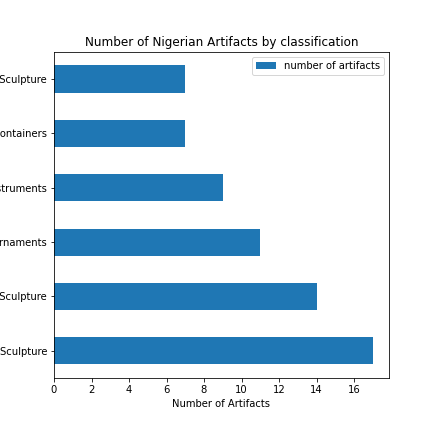 Number of Nigerian Artifacts by classification
number of artifacts
Sculpture
ontainers
struments
rnaments
Sculpture
Sculpture
0 2 4 6 8 10 12 14 16
Number of Artifacts